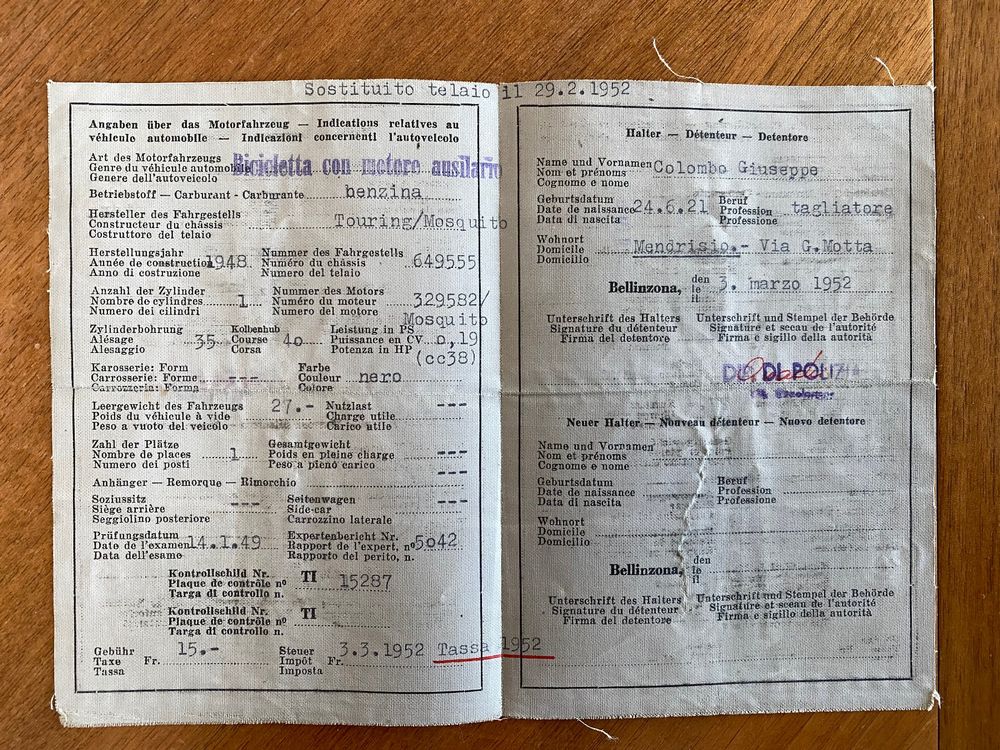 Sostituito telaio il 29.2.1952
Angaben über das Motorfahrzeug — Indications relatives au
véhicule automobile — Indicazioni concernenti l'autoveicolo
Art des Motorfahrzeugs
Genre du véhicule automobile Bicicletta con motore ausiliario
Genere dell'autoveicolo
Betriebstoff - Carburant - Carburante benzina
Hersteller des Fahrgestells
Constructeur du châssis Touring/Mosquito
Costruttore del telaio
Herstellungsjahr Nummer des Fahrgestells
Année de construction 1948 Numéro du châssis 649555
Anno di costruzione Numero del telaio
Anzahl der Zylinder Nummer des Motors
Nombre de cylindres 1 Numéro du moteur 329582/
Numero dei cilindri Numero del motore Mosquito
Zylinderbohrung Kolbenhub Leistung in PS
Alésage 35 Course 40 Puissance en CV 0,19
Alesaggio Corsa Potenza in HP (cc38)
Karosserie: Form Farbe
Carrosserie: Forme --- Couleur nero
Carrozzeria: Forma Colore
Leergewicht des Fahrzeugs 27.- Nutzlast ---
Poids du véhicule à vide Charge utile
Peso a vuoto del veicolo Carico utile
Zahl der Plätze Gesamtgewicht
Nombre de places 1 Poids en pleine charge ---
Numero dei posti Peso a pieno carico
Anhänger - Remorque - Rimorchio ---
Soziussitz Seitenwagen
Siège arrière --- Side-car ---
Seggiolino posteriore Carrozzino laterale
Prüfungsdatum Expertenbericht Nr.
Date de l'examen 14.1.49 Rapport de l'expert, nº 5042
Data dell'esame Rapporto del perito, n.
Kontrollschild Nr. TI
Plaque de contrôle nº 15287
Targa di controllo n.
Kontrollschild Nr. TI
Plaque de contrôle nº
Targa di controllo n.
Gebühr 15.- Steuer 3.3.1952 Tassa 1952
Taxe Fr. Impôt Fr.
Tassa Imposta
Halter — Détenteur — Detentore
Name und Vornamen
Nom et prénoms Colombo Giuseppe
Cognome e nome
Geburtsdatum Beruf
Date de naissance 24.6.21 Profession tagliatore
Data di nascita Professione
Wohnort
Domicile Mendrisio.- Via G.Motta
Domicilio
Bellinzona, den
le 3. marzo 1952
il
Unterschrift des Halters Unterschrift und Stempel der Behörde
Signature du détenteur Signature et sceau de l'autorité
Firma del detentore Firma e sigillo della autorità
DI POLIZIA
Neuer Halter — Nouveau détenteur — Nuovo detentore
Name und Vornamen
Nom et prénoms
Cognome e nome
Geburtsdatum Beruf
Date de naissance Profession
Data di nascita Professione
Wohnort
Domicile
Domicilio
Bellinzona, den
le
il
Unterschrift des Halters Unterschrift und Stempel der Behörde
Signature du détenteur Signature et sceau de l'autorité
Firma del detentore Firma e sigillo della autorità